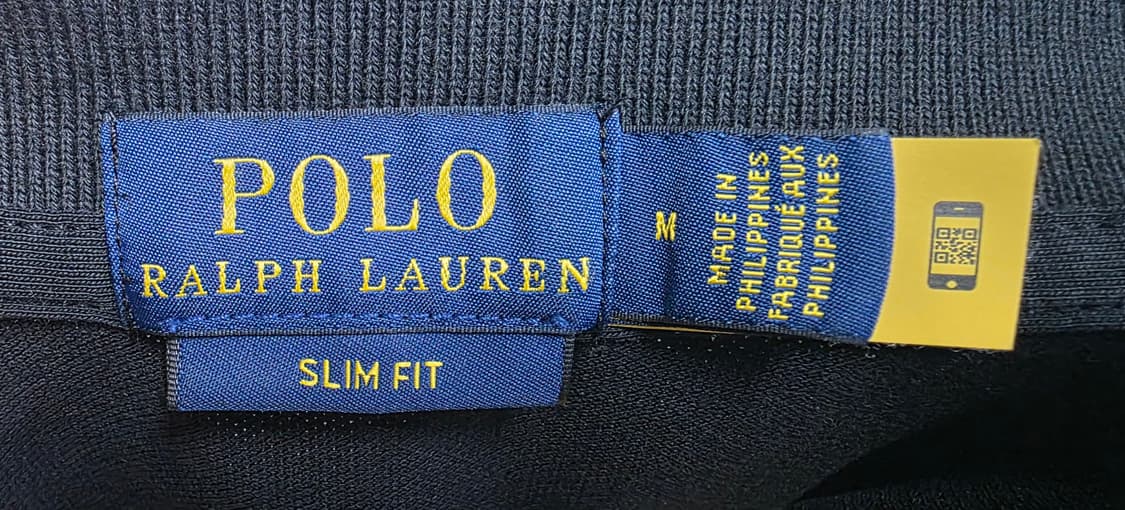 POLO
RALPH LAUREN
SLIM FIT
M
MADE IN
PHILIPPINES
FABRIQUÉ AUX
PHILIPPINES